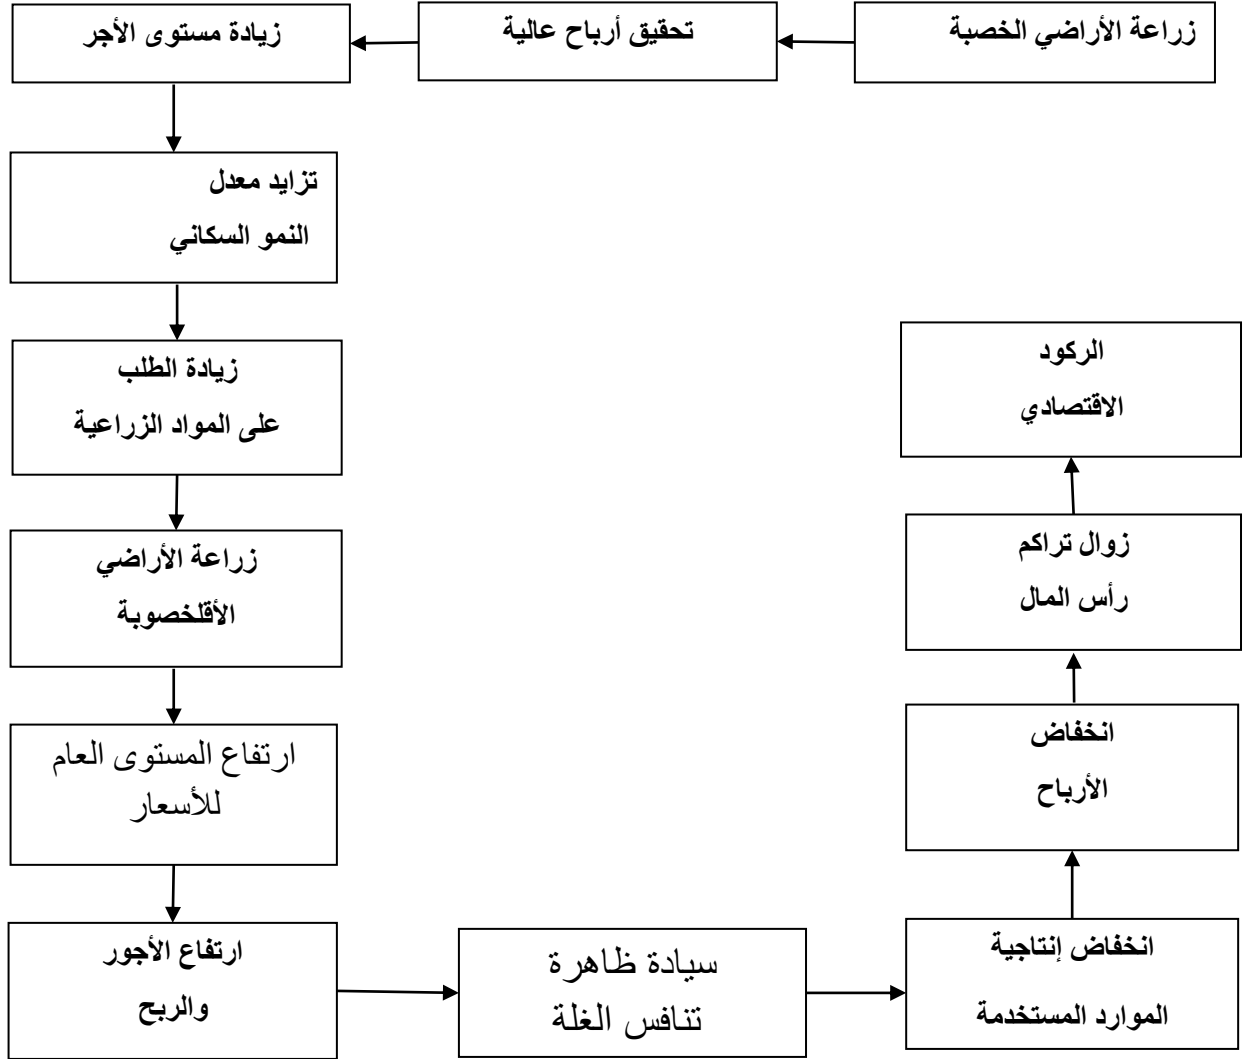 زراعة الأراضي الخصبة
تحقيق أرباح عالية
زيادة مستوى الأجر
تزايد معدل
النمو السكاني
زيادة الطلب
على المواد الزراعية
زراعة الأراضي
الأقلخصوبة
ارتفاع المستوى العام
للأسعار
ارتفاع الأجور
والربح
سيادة ظاهرة
تنافس الغلة
انخفاض إنتاجية
الموارد المستخدمة
انخفاض
الأرباح
زوال تراكم
رأس المال
الركود
الاقتصادي